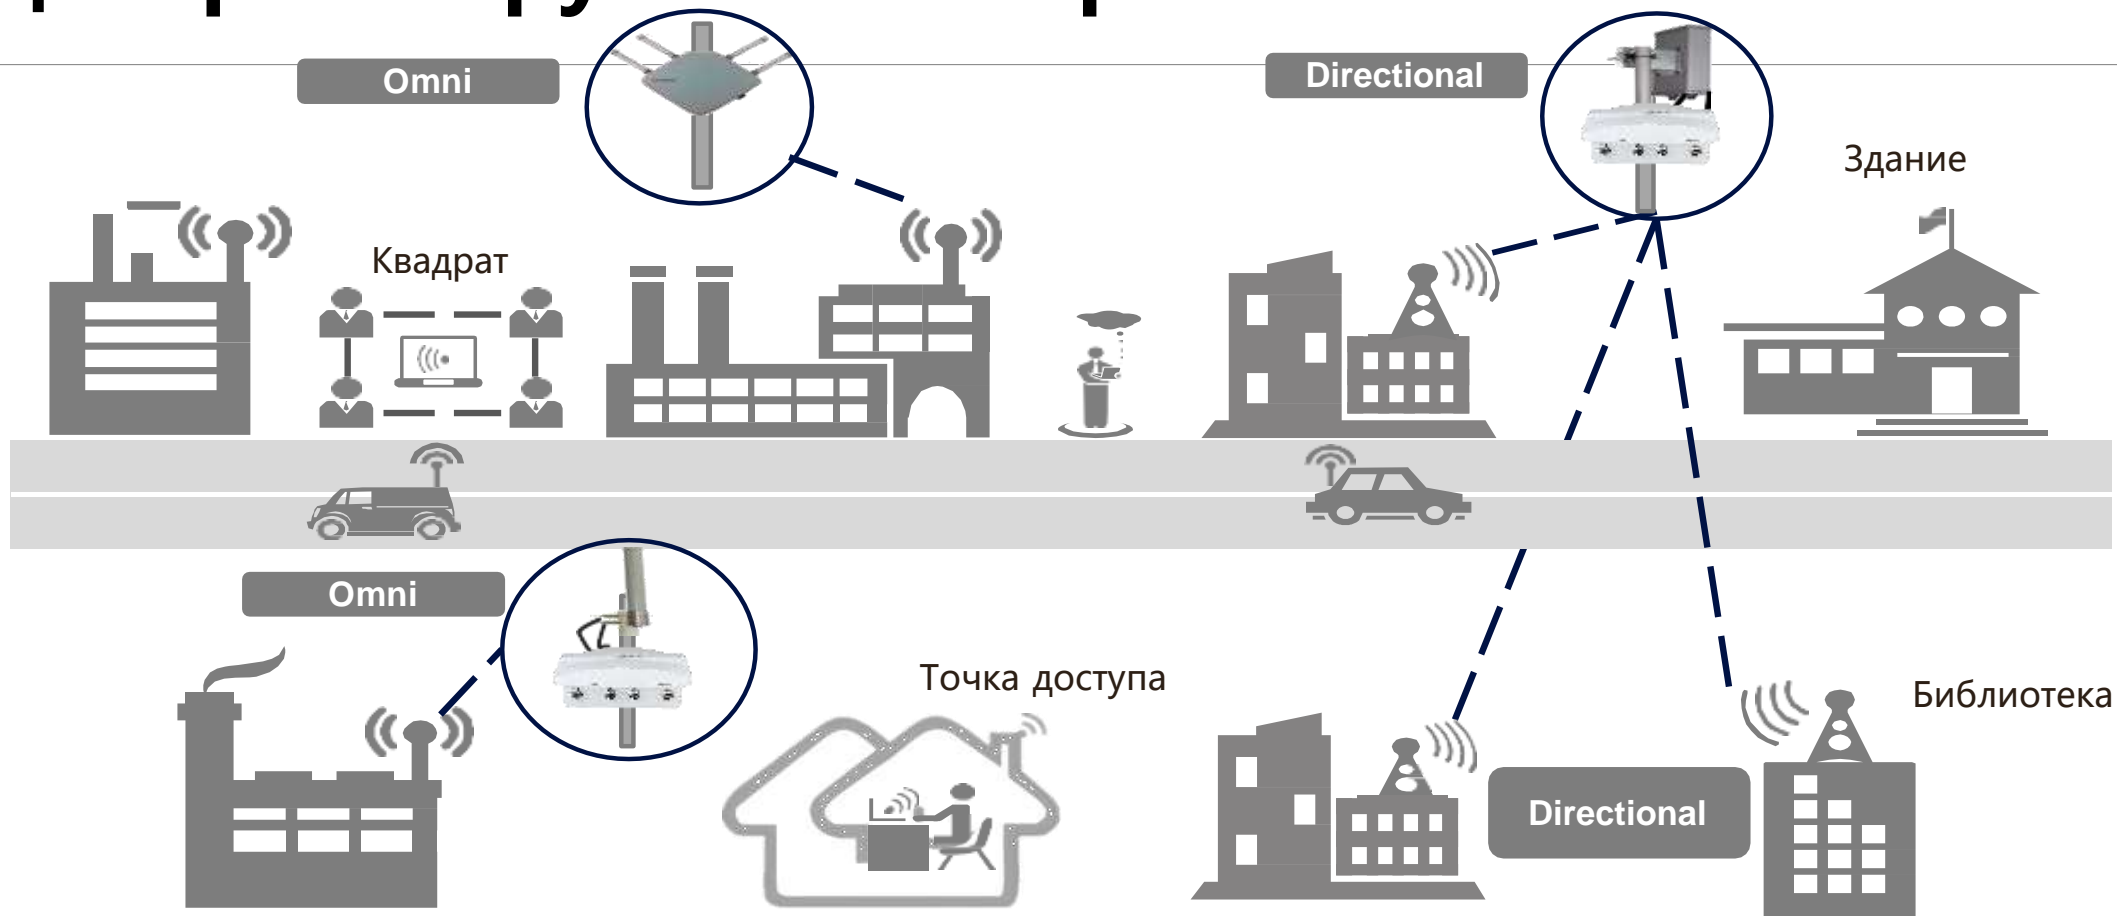 Omni
Directional
Здание
Квадрат
Omni
Точка доступа
Библиотека
Directional